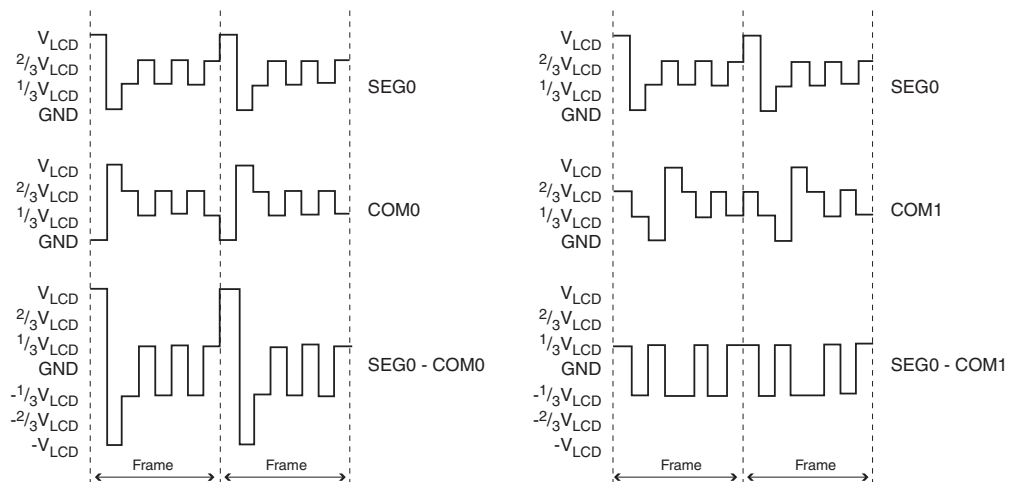 V_LCD
2/3V_LCD
1/3V_LCD
GND
SEG0
V_LCD
2/3V_LCD
1/3V_LCD
GND
COM0
V_LCD
2/3V_LCD
1/3V_LCD
GND
-1/3V_LCD
-2/3V_LCD
-V_LCD
SEG0 - COM0
Frame
Frame
V_LCD
2/3V_LCD
1/3V_LCD
GND
SEG0
V_LCD
2/3V_LCD
1/3V_LCD
GND
COM1
V_LCD
2/3V_LCD
1/3V_LCD
GND
-1/3V_LCD
-2/3V_LCD
-V_LCD
SEG0 - COM1
Frame
Frame